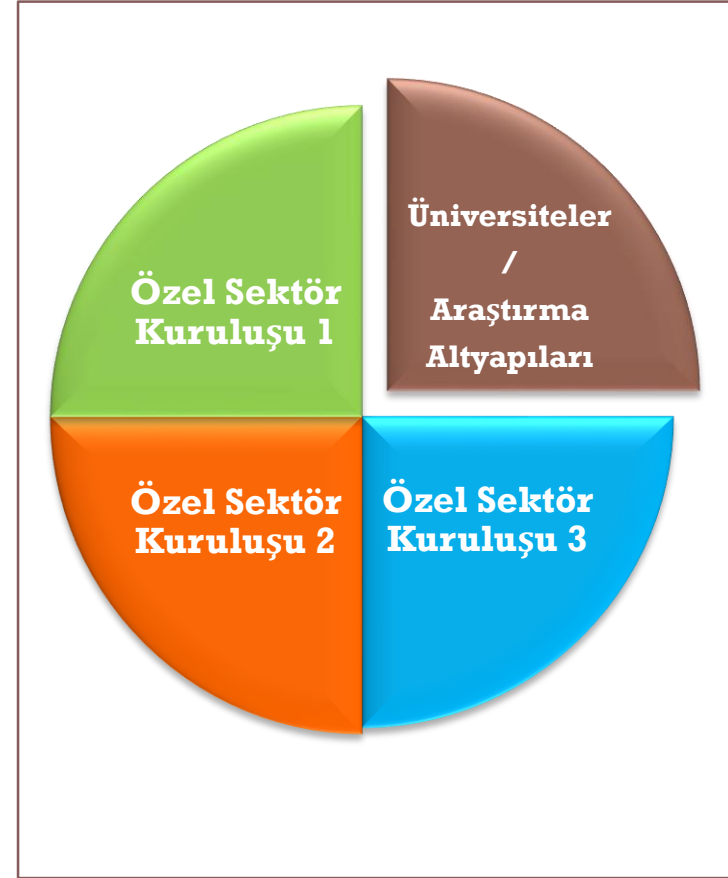 Üniversiteler
/
Araştırma
Altyapıları
Özel Sektör
Kuruluşu 1
Özel Sektör
Kuruluşu 2
Özel Sektör
Kuruluşu 3